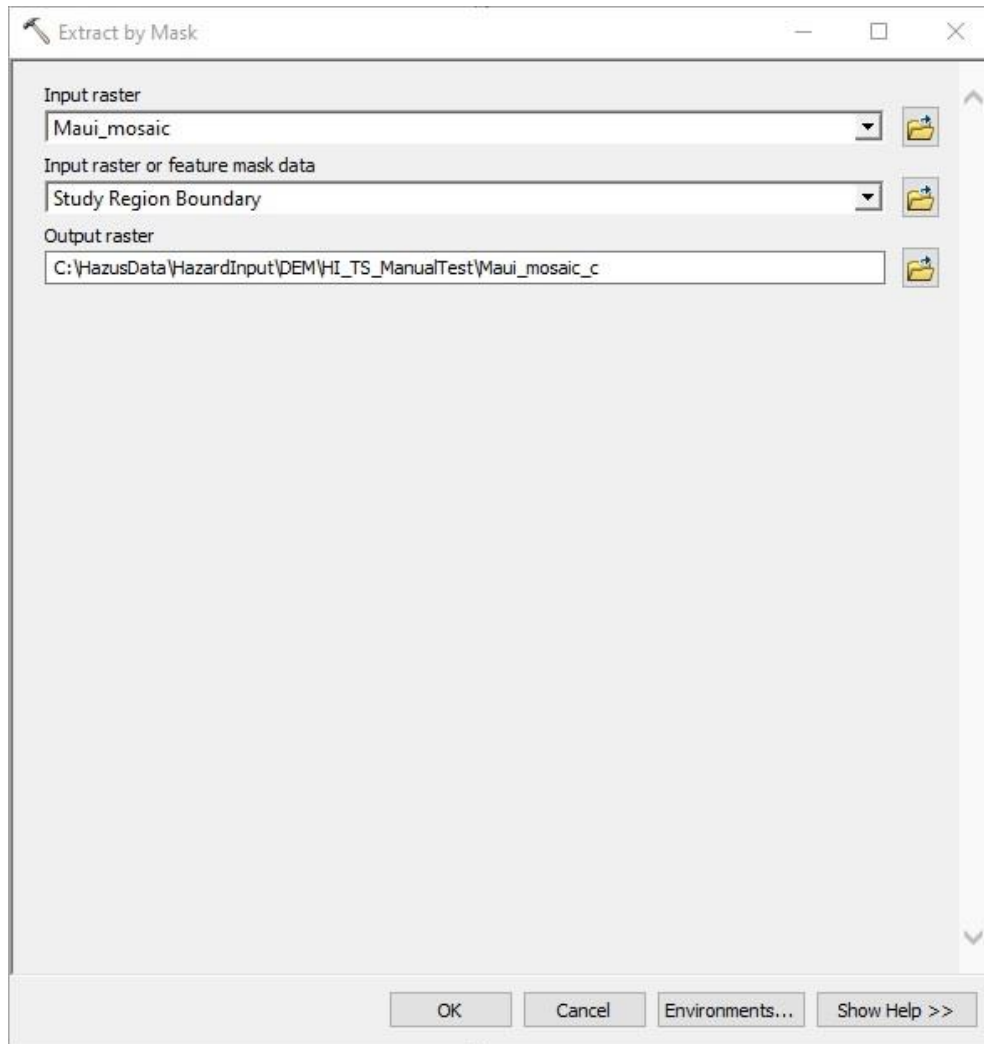 Extract by Mask
Input raster
Maui_mosaic
Input raster or feature mask data
Study Region Boundary
Output raster
C:\HazusData\HazardInput\DEM\HI_TS_ManualTest\Maui_mosaic_c
OK Cancel Environments... Show Help >>